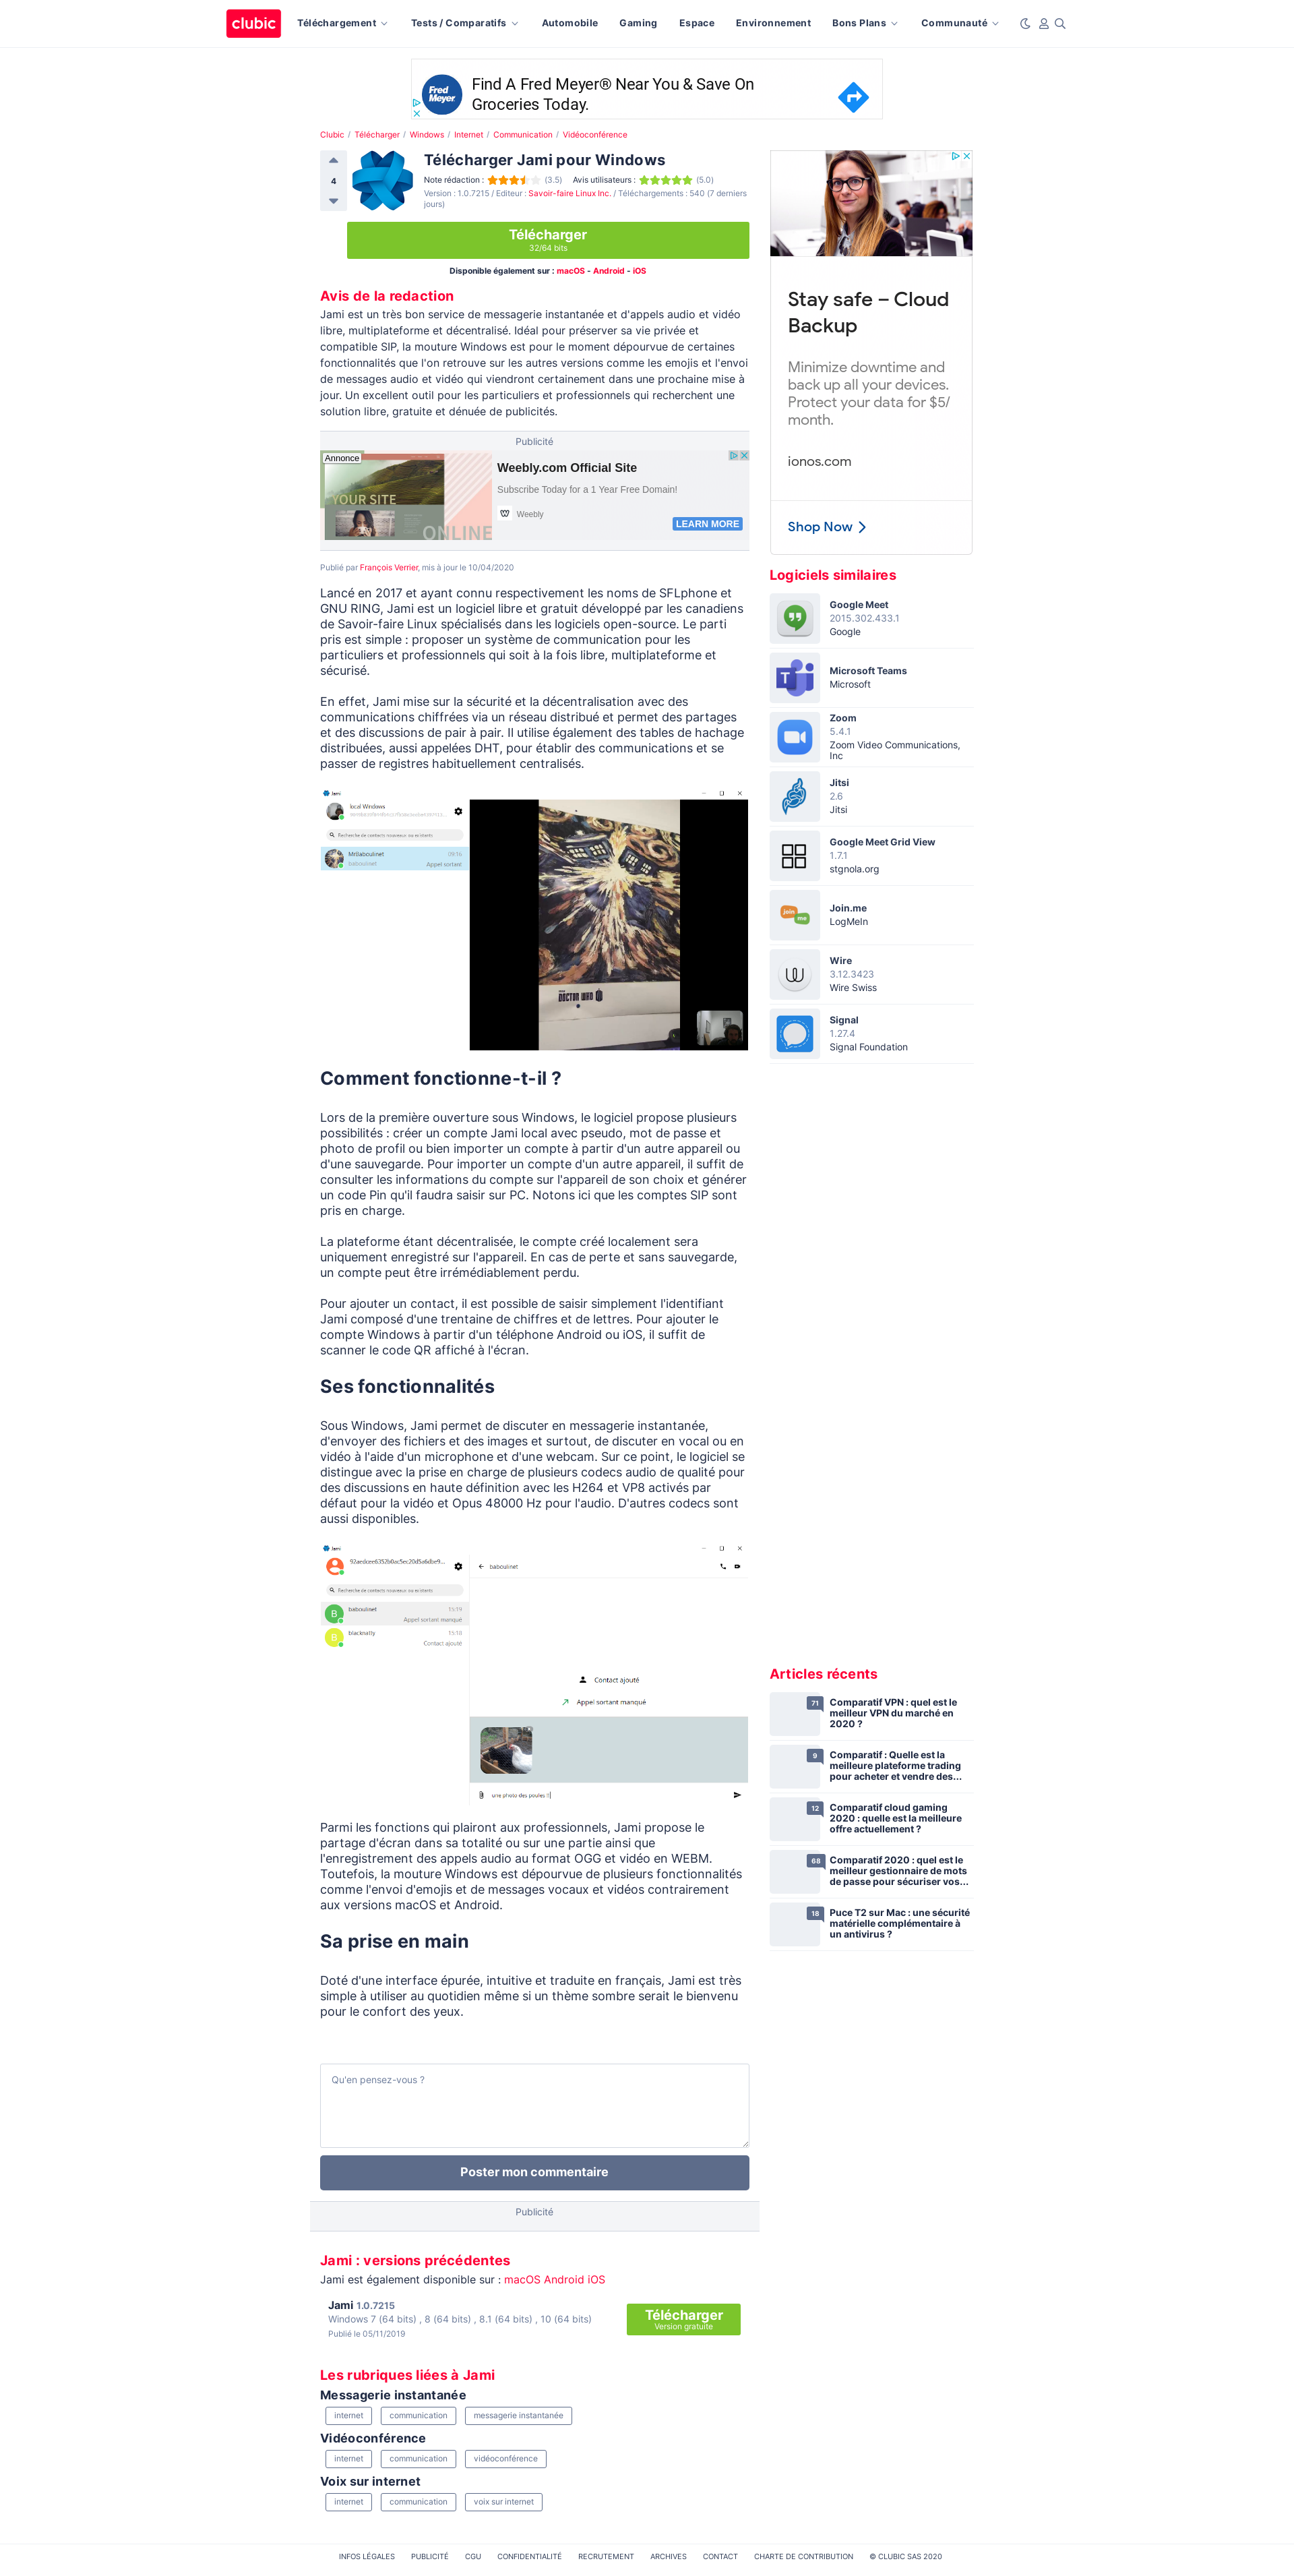 clubic
Téléchargement
Tests / Comparatifs
Automobile
Gaming
Espace
Environnement
Bons Plans
Communauté
Fred Meyer
Find A Fred Meyer® Near You & Save On
Groceries Today.
Clubic / Télécharger / Windows / Internet / Communication / Vidéoconférence
4
Télécharger Jami pour Windows
Note rédaction : (3.5) Avis utilisateurs : (5.0)
Version : 1.0.7215 / Editeur : Savoir-faire Linux Inc. / Téléchargements : 540 (7 derniers
jours)
Télécharger
32/64 bits
Disponible également sur : macOS - Android - iOS
Avis de la redaction
Jami est un très bon service de messagerie instantanée et d'appels audio et vidéo
libre, multiplateforme et décentralisé. Idéal pour préserver sa vie privée et
compatible SIP, la mouture Windows est pour le moment dépourvue de certaines
fonctionnalités que l'on retrouve sur les autres versions comme les emojis et l'envoi
de messages audio et vidéo qui viendront certainement dans une prochaine mise à
jour. Un excellent outil pour les particuliers et professionnels qui recherchent une
solution libre, gratuite et dénuée de publicités.
Publicité
Annonce
YOUR SITE
ONLINE
Weebly.com Official Site
Subscribe Today for a 1 Year Free Domain!
Weebly
LEARN MORE
Publié par François Verrier, mis à jour le 10/04/2020
Lancé en 2017 et ayant connu respectivement les noms de SFLphone et
GNU RING, Jami est un logiciel libre et gratuit développé par les canadiens
de Savoir-faire Linux spécialisés dans les logiciels open-source. Le parti
pris est simple : proposer un système de communication pour les
particuliers et professionnels qui soit à la fois libre, multiplateforme et
sécurisé.
En effet, Jami mise sur la sécurité et la décentralisation avec des
communications chiffrées via un réseau distribué et permet des partages
et des discussions de pair à pair. Il utilise également des tables de hachage
distribuées, aussi appelées DHT, pour établir des communications et se
passer de registres habituellement centralisés.
Jami
local Windows
Recherche de contacts nouveaux ou existants
MrBaboulinet 09:16
baboulinet Appel sortant
DOCTOR WHO
Comment fonctionne-t-il ?
Lors de la première ouverture sous Windows, le logiciel propose plusieurs
possibilités : créer un compte Jami local avec pseudo, mot de passe et
photo de profil ou bien importer un compte à partir d'un autre appareil ou
d'une sauvegarde. Pour importer un compte d'un autre appareil, il suffit de
consulter les informations du compte sur l'appareil de son choix et générer
un code Pin qu'il faudra saisir sur PC. Notons ici que les comptes SIP sont
pris en charge.
La plateforme étant décentralisée, le compte créé localement sera
uniquement enregistré sur l'appareil. En cas de perte et sans sauvegarde,
un compte peut être irrémédiablement perdu.
Pour ajouter un contact, il est possible de saisir simplement l'identifiant
Jami composé d'une trentaine de chiffres et de lettres. Pour ajouter le
compte Windows à partir d'un téléphone Android ou iOS, il suffit de
scanner le code QR affiché à l'écran.
Ses fonctionnalités
Sous Windows, Jami permet de discuter en messagerie instantanée,
d'envoyer des fichiers et des images et surtout, de discuter en vocal ou en
vidéo à l'aide d'un microphone et d'une webcam. Sur ce point, le logiciel se
distingue avec la prise en charge de plusieurs codecs audio de qualité pour
des discussions en haute définition avec les H264 et VP8 activés par
défaut pour la vidéo et Opus 48000 Hz pour l'audio. D'autres codecs sont
aussi disponibles.
Jami
baboulinet
Recherche de contacts nouveaux ou existants
B baboulinet 15:19
Appel sortant manqué
B blacknally 15:18
Contact ajouté
Contact ajouté
Appel sortant manqué
une photo des poules !!
Parmi les fonctions qui plairont aux professionnels, Jami propose le
partage d'écran dans sa totalité ou sur une partie ainsi que
l'enregistrement des appels audio au format OGG et vidéo en WEBM.
Toutefois, la mouture Windows est dépourvue de plusieurs fonctionnalités
comme l'envoi d'emojis et de messages vocaux et vidéos contrairement
aux versions macOS et Android.
Sa prise en main
Doté d'une interface épurée, intuitive et traduite en français, Jami est très
simple à utiliser au quotidien même si un thème sombre serait le bienvenu
pour le confort des yeux.
Qu'en pensez-vous ?
Poster mon commentaire
Publicité
Jami : versions précédentes
Jami est également disponible sur : macOS Android iOS
Jami 1.0.7215
Windows 7 (64 bits) , 8 (64 bits) , 8.1 (64 bits) , 10 (64 bits)
Publié le 05/11/2019
Télécharger
Version gratuite
Les rubriques liées à Jami
Messagerie instantanée
internet communication messagerie instantanée
Vidéoconférence
internet communication vidéoconférence
Voix sur internet
internet communication voix sur internet
Stay safe – Cloud
Backup
Minimize downtime and
back up all your devices.
Protect your data for $5/
month.
ionos.com
Shop Now
Logiciels similaires
Google Meet
2015.302.433.1
Google
Microsoft Teams
Microsoft
Zoom
5.4.1
Zoom Video Communications,
Inc
Jitsi
2.6
Jitsi
Google Meet Grid View
1.7.1
stgnola.org
Join me
Join.me
LogMeIn
Wire
3.12.3423
Wire Swiss
Signal
1.27.4
Signal Foundation
Articles récents
71
Comparatif VPN : quel est le
meilleur VPN du marché en
2020 ?
9
Comparatif : Quelle est la
meilleure plateforme trading
pour acheter et vendre des...
12
Comparatif cloud gaming
2020 : quelle est la meilleure
offre actuellement ?
68
Comparatif 2020 : quel est le
meilleur gestionnaire de mots
de passe pour sécuriser vos...
18
Puce T2 sur Mac : une sécurité
matérielle complémentaire à
un antivirus ?
INFOS LÉGALES PUBLICITÉ CGU CONFIDENTIALITÉ RECRUTEMENT ARCHIVES CONTACT CHARTE DE CONTRIBUTION © CLUBIC SAS 2020